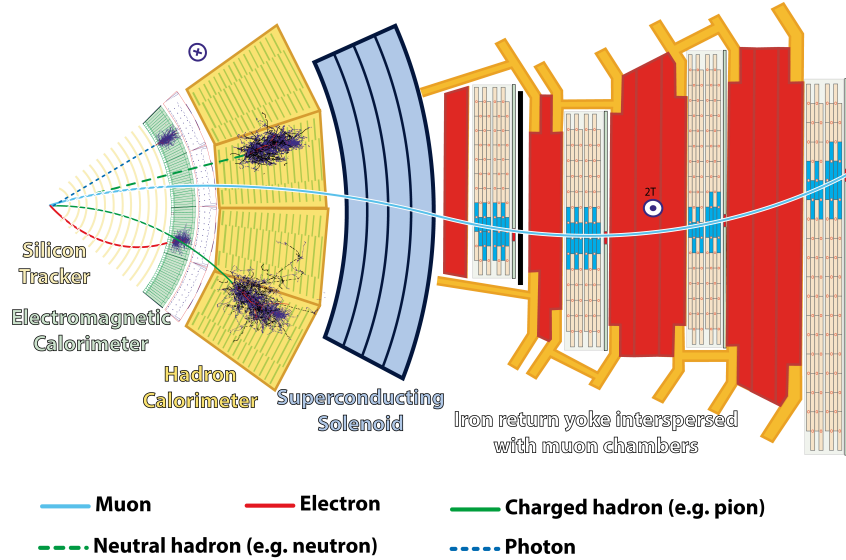 2T
Silicon
Tracker
Electromagnetic
Calorimeter
Hadron
Calorimeter
Superconducting
Solenoid
Iron return yoke interspersed
with muon chambers
Muon
Electron
Charged hadron (e.g. pion)
Neutral hadron (e.g. neutron)
Photon